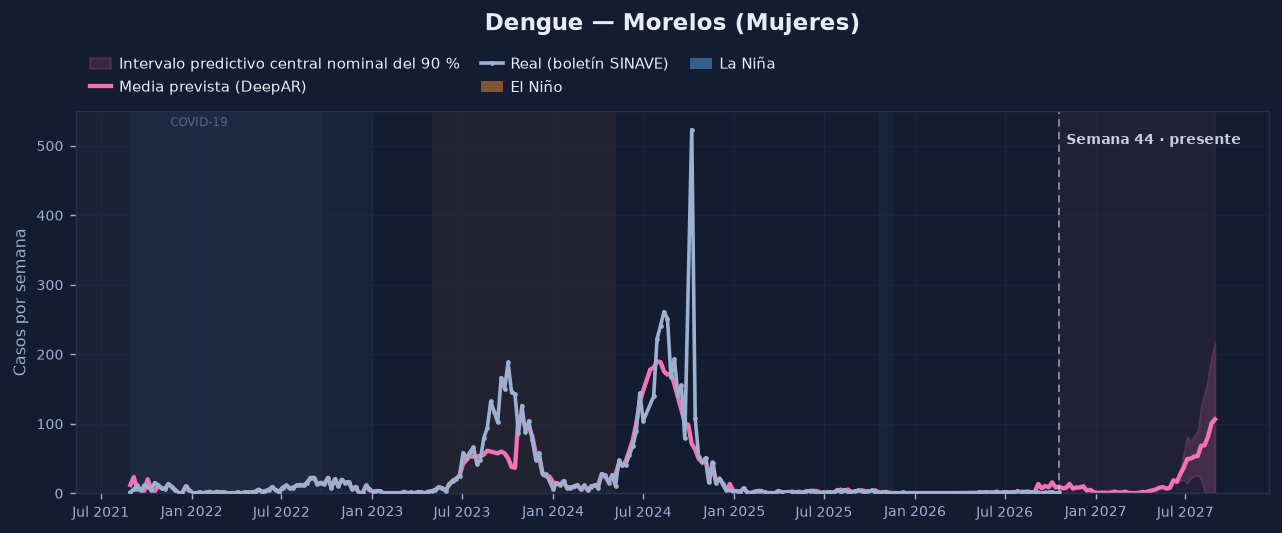 Dengue — Morelos (Mujeres)
Intervalo predictivo central nominal del 90 %
Real (boletín SINAVE)
La Niña
Media prevista (DeepAR)
El Niño
COVID-19
Semana 44 · presente
Casos por semana
500
400
300
200
100
0
Jul 2021
Jan 2022
Jul 2022
Jan 2023
Jul 2023
Jan 2024
Jul 2024
Jan 2025
Jul 2025
Jan 2026
Jul 2026
Jan 2027
Jul 2027